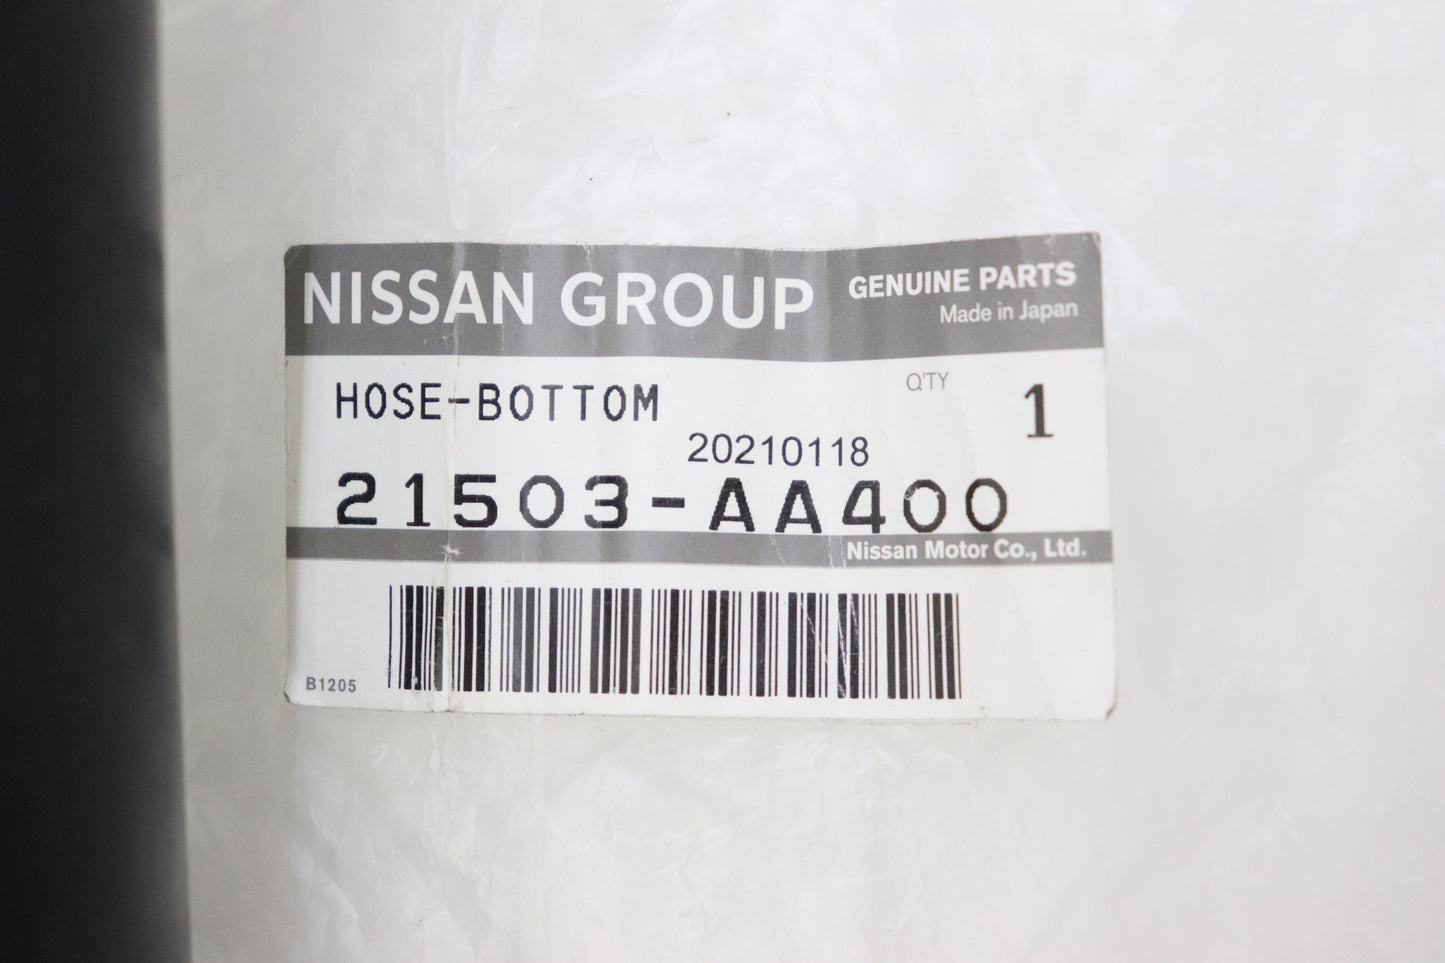 NISSAN GROUP GENUINE PARTS
Made in Japan
HOSE-BOTTOM Q'TY 1
20210118
21503-AA400
Nissan Motor Co., Ltd.
B1205